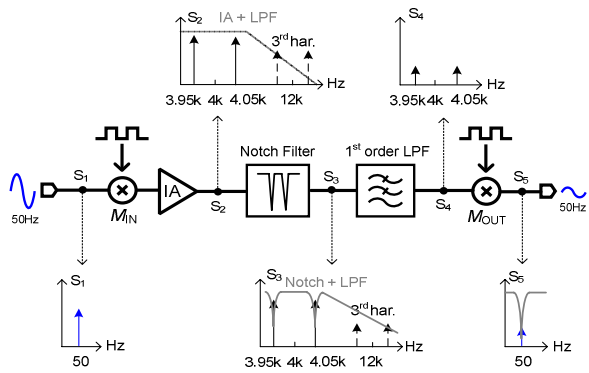 S2 IA + LPF
3rd har.
Hz
3.95k 4k 4.05k 12k
S4
Hz
3.95k 4k 4.05k
Notch Filter
1st order LPF
S1
S3
S5
IA
50Hz
MIN
S2
S4
MOUT
50Hz
S1
Hz
50
S3 Notch + LPF
3rd har.
Hz
3.95k 4k 4.05k 12k
S5
Hz
50